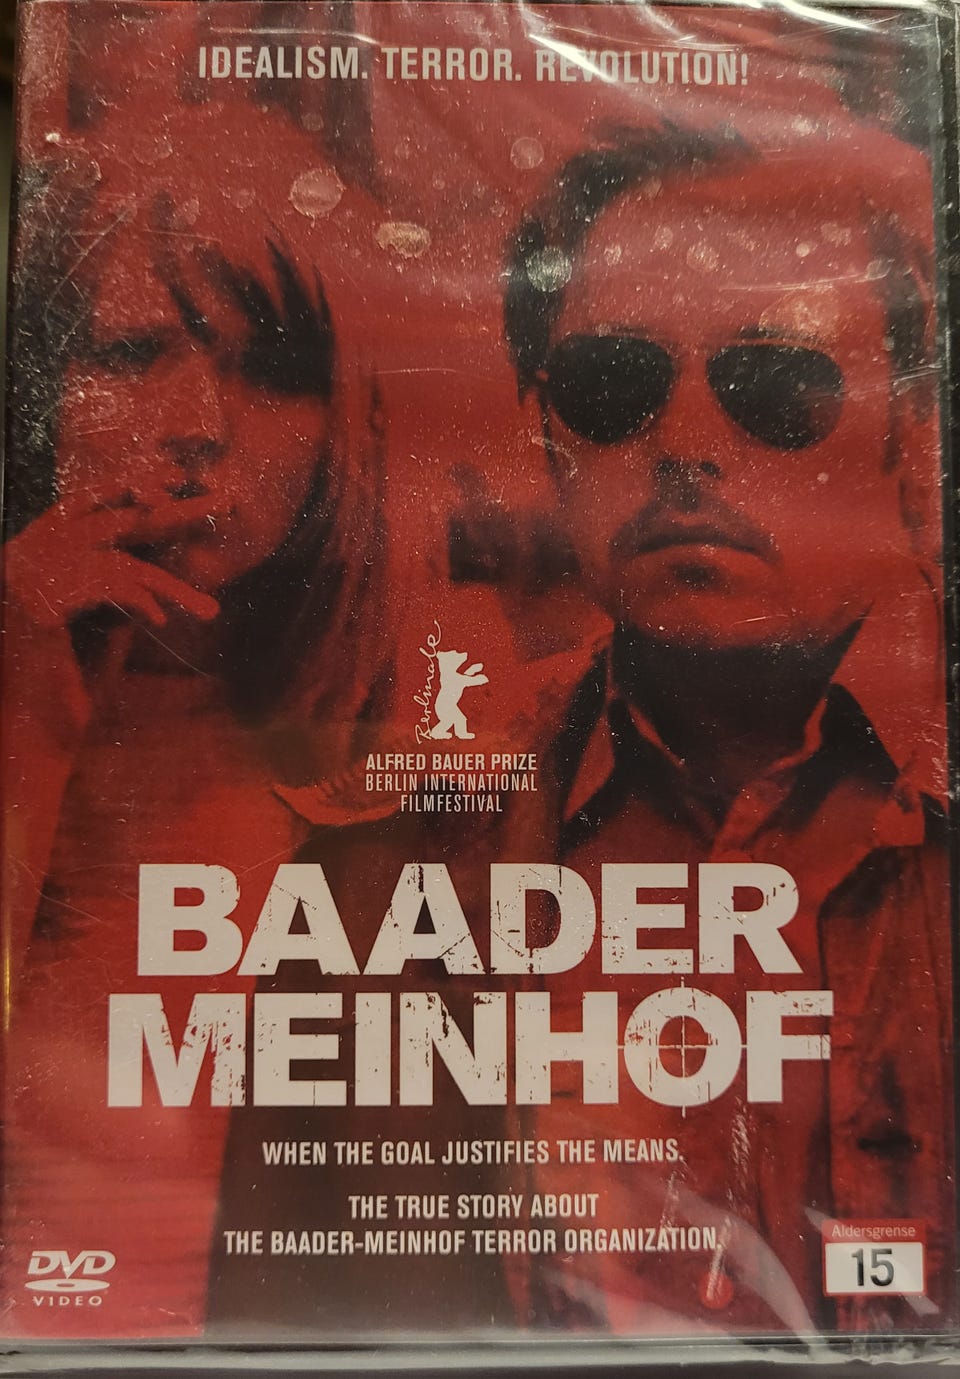 IDEALISM. TERROR. REVOLUTION!
Berlinale
ALFRED BAUER PRIZE
BERLIN INTERNATIONAL
FILMFESTIVAL
BAADER
MEINHOF
WHEN THE GOAL JUSTIFIES THE MEANS.
THE TRUE STORY ABOUT
THE BAADER-MEINHOF TERROR ORGANIZATION.
DVD
VIDEO
Aldersgrense
15